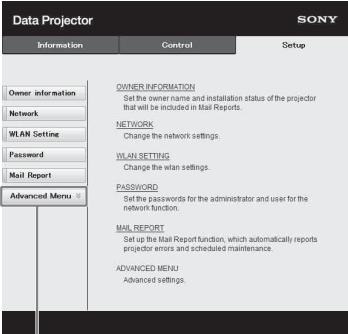 Data Projector
SONY
Information
Control
Setup
Owner information
Network
WLAN Setting
Password
Mail Report
Advanced Menu
OWNER INFORMATION
Set the owner name and installation status of the projector
that will be included in Mail Reports.
NETWORK
Change the network settings.
WLAN SETTING
Change the wlan settings.
PASSWORD
Set the passwords for the administrator and user for the
network function.
MAIL REPORT
Set up the Mail Report function, which automatically reports
projector errors and scheduled maintenance.
ADVANCED MENU
Advanced settings.